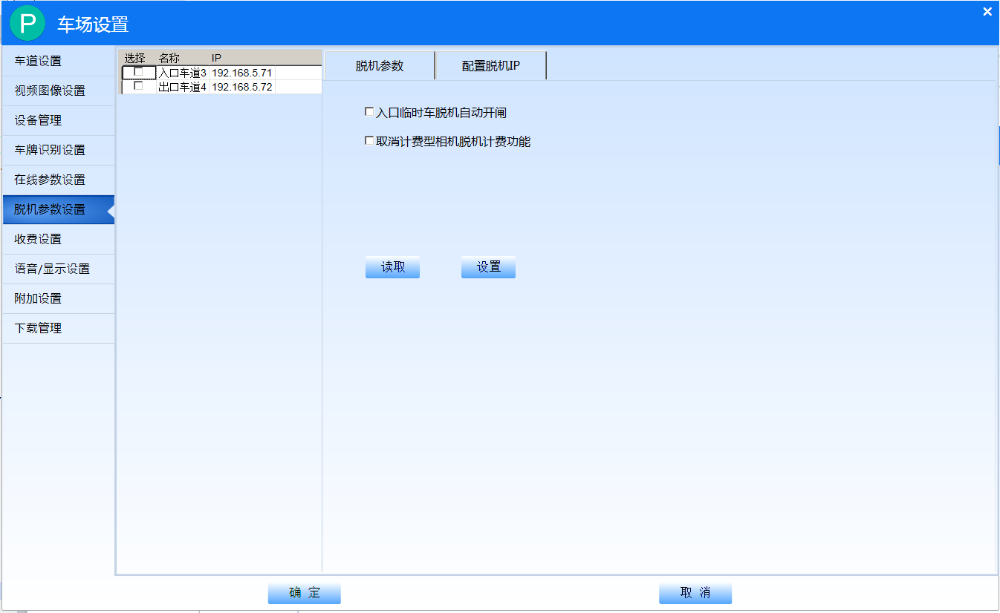 P 车场设置
车道设置
视频图像设置
设备管理
车牌识别设置
在线参数设置
脱机参数设置
收费设置
语音/显示设置
附加设置
下载管理
选择 名称 IP
入口车道3 192.168.5.71
出口车道4 192.168.5.72
脱机参数 配置脱机IP
入口临时车脱机自动开闸
取消计费型相机脱机计费功能
读取 设置
确 定 取 消